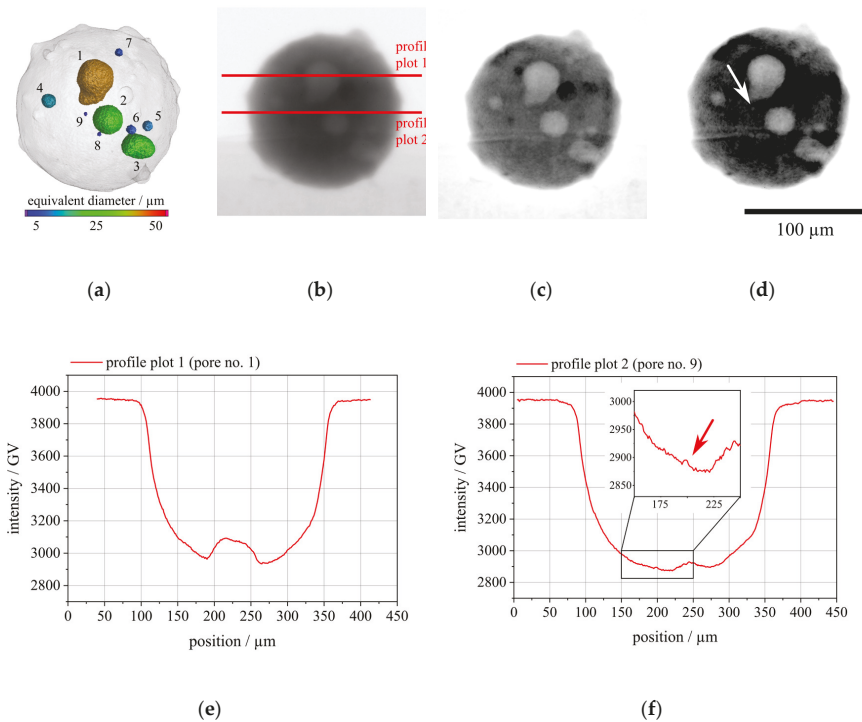 1
2
3
4
5
6
7
8
9
equivalent diameter / µm
5 25 50
profile
plot 1
profile
plot 2
100 µm
(a) (b) (c) (d)
profile plot 1 (pore no. 1)
intensity / GV
4000
3800
3600
3400
3200
3000
2800
0 50 100 150 200 250 300 350 400 450
position / µm
profile plot 2 (pore no. 9)
intensity / GV
4000
3800
3600
3400
3200
3000
2800
3000
2950
2900
2850
175 225
0 50 100 150 200 250 300 350 400 450
position / µm
(e) (f)